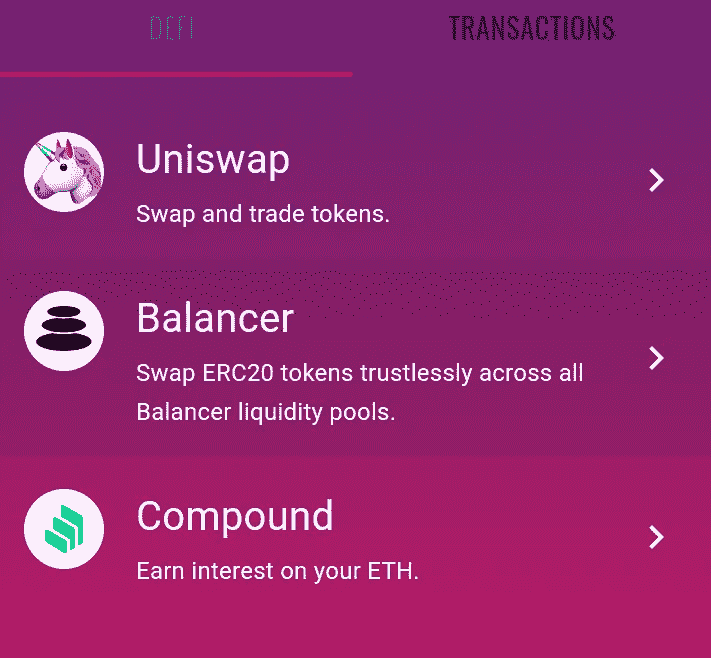 DEFI
TRANSACTIONS
Uniswap
Swap and trade tokens.
Balancer
Swap ERC20 tokens trustlessly across all
Balancer liquidity pools.
Compound
Earn interest on your ETH.